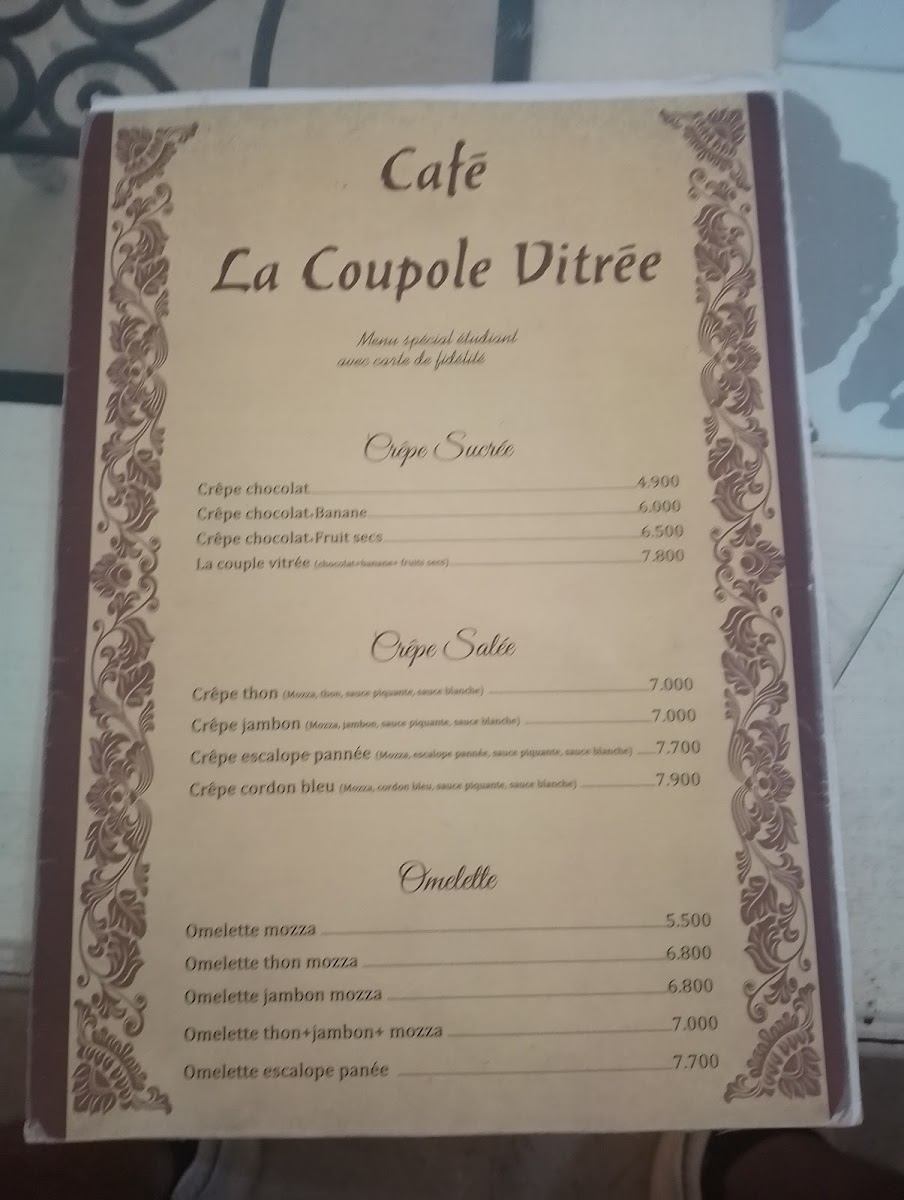 Café
La Coupole Vitrée
Menu spécial étudiant
avec carte de fidélité
Crêpe Sucrée
Crêpe chocolat 4.900
Crêpe chocolat+Banane 6.000
Crêpe chocolat+Fruit secs 6.500
La couple vitrée (chocolat+banane+ fruits secs) 7.800
Crêpe Salée
Crêpe thon (Mozza, thon, sauce piquante, sauce blanche) 7.000
Crêpe jambon (Mozza, jambon, sauce piquante, sauce blanche) 7.000
Crêpe escalope pannée (Mozza, escalope pannée, sauce piquante, sauce blanche) 7.700
Crêpe cordon bleu (Mozza, cordon bleu, sauce piquante, sauce blanche) 7.900
Omelette
Omelette mozza 5.500
Omelette thon mozza 6.800
Omelette jambon mozza 6.800
Omelette thon+jambon+ mozza 7.000
Omelette escalope panée 7.700